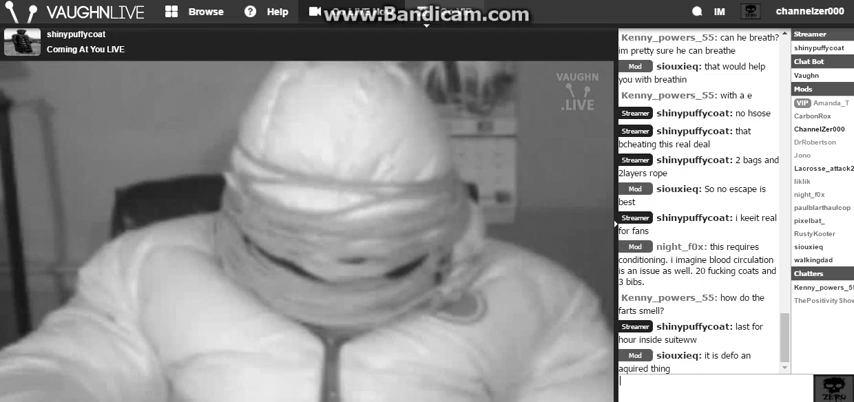 VAUGHNLIVE
Browse
Help
www.Bandicam.com
IM
channelzer000
shinypuffycoat
Coming At You LIVE
VAUGHN
.LIVE
Kenny_powers_55: can he breath?
im pretty sure he can breathe
Mod siouxieq: that would help
you with breathin
Kenny_powers_55: with a e
Streamer shinypuffycoat: no hsose
Streamer shinypuffycoat: that
bcheating this real deal
Streamer shinypuffycoat: 2 bags and
2layers rope
Mod siouxieq: So no escape is
best
Streamer shinypuffycoat: i keeit real
for fans
Mod night_f0x: this requires
conditioning. i imagine blood circulation
is an issue as well. 20 fucking coats and
3 bibs.
Kenny_powers_55: how do the
farts smell?
Streamer shinypuffycoat: last for
hour inside suiteww
Mod siouxieq: it is defo an
aquired thing
Streamer
shinypuffycoat
Chat Bot
Vaughn
Mods
VIP Amanda_T
CarbonRox
ChannelZer000
DrRobertson
Jono
Lacrosse_attack2
liklik
night_f0x
paulblarthaulcop
pixelbat_
RustyKooter
siouxieq
walkingdad
Chatters
Kenny_powers_55
ThePositivityShow
ZERO